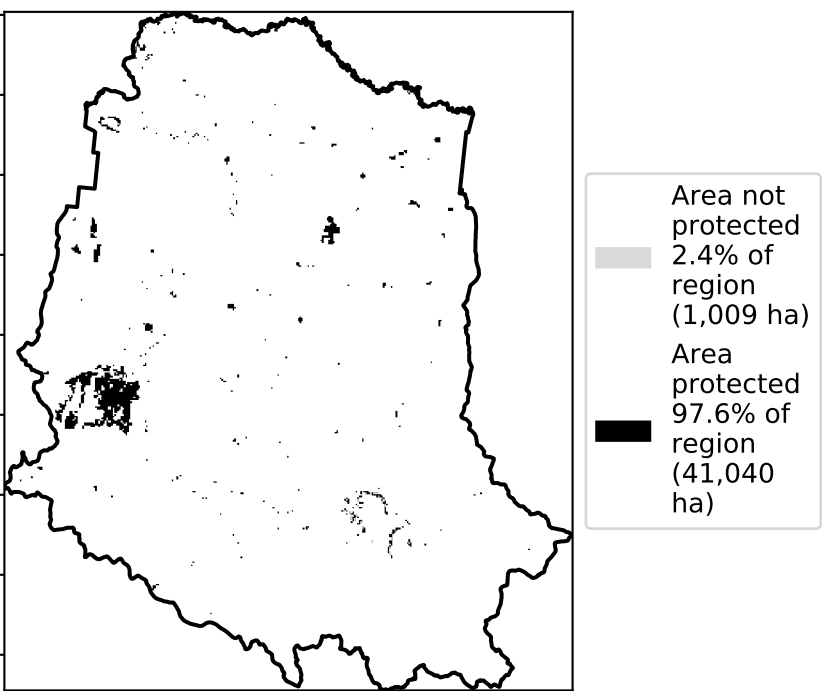 Area not
protected
2.4% of
region
(1,009 ha)
Area
protected
97.6% of
region
(41,040
ha)